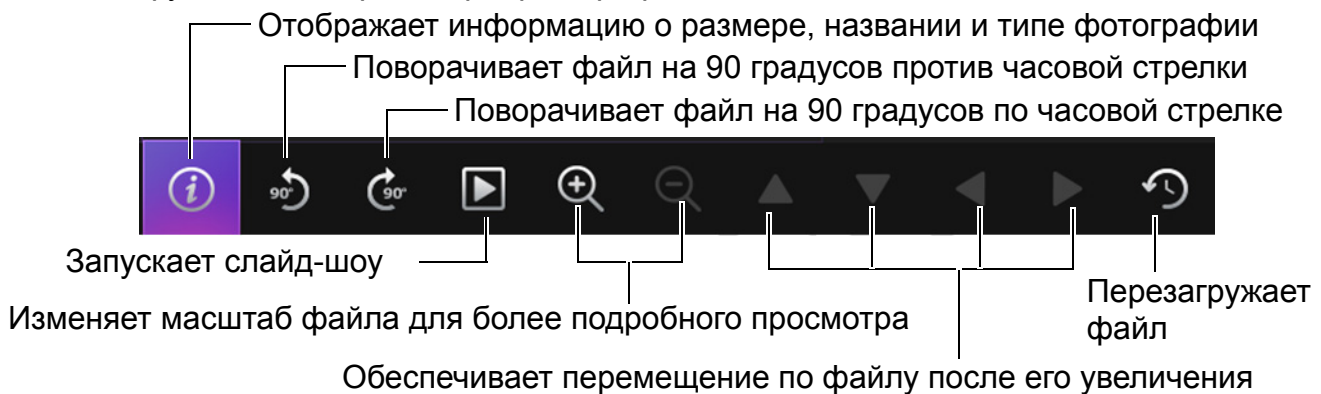 Отображает информацию о размере, названии и типе фотографии
Поворачивает файл на 90 градусов против часовой стрелки
Поворачивает файл на 90 градусов по часовой стрелке
i 90° 90°
Запускает слайд-шоу
Изменяет масштаб файла для более подробного просмотра
Перезагружает
файл
Обеспечивает перемещение по файлу после его увеличения